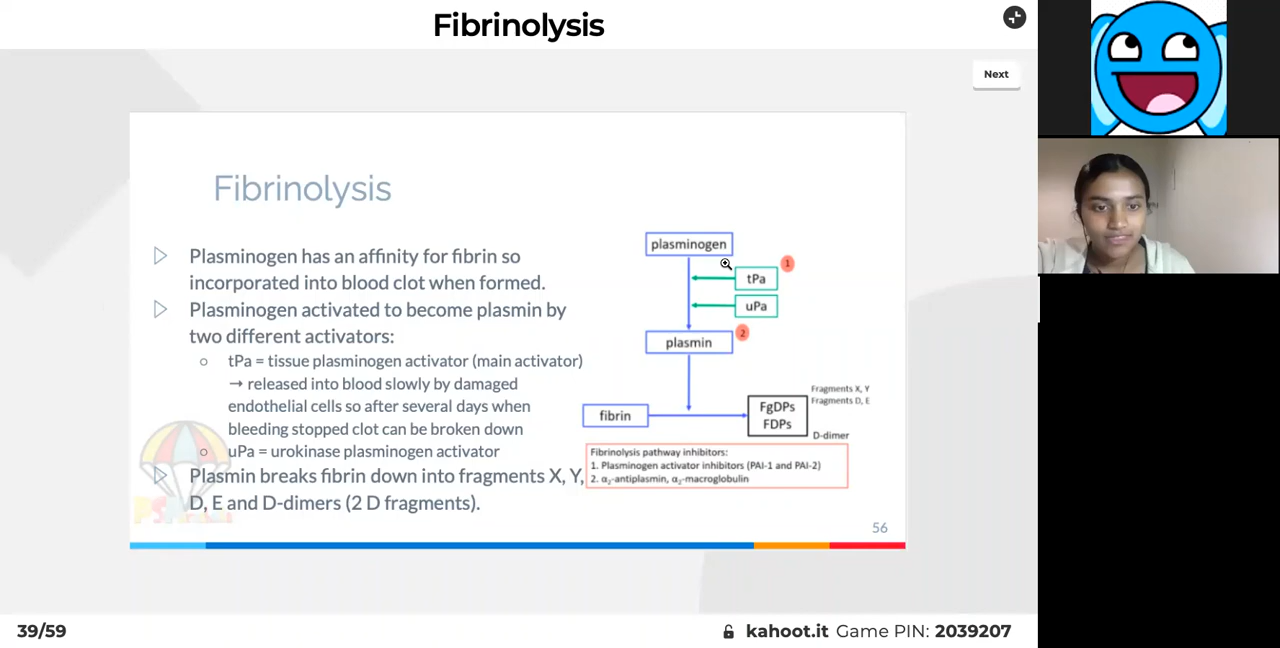 Fibrinolysis
Next
Fibrinolysis
Plasminogen has an affinity for fibrin so
incorporated into blood clot when formed.
Plasminogen activated to become plasmin by
two different activators:
tPa = tissue plasminogen activator (main activator)
→ released into blood slowly by damaged
endothelial cells so after several days when
bleeding stopped clot can be broken down
uPa = urokinase plasminogen activator
Plasmin breaks fibrin down into fragments X, Y,
D, E and D-dimers (2 D fragments).
plasminogen
1
tPa
uPa
plasmin
2
fibrin
FgDPs
FDPs
Fragments X, Y
Fragments D, E
D-dimer
Fibrinolysis pathway inhibitors:
1. Plasminogen activator inhibitors (PAI-1 and PAI-2)
2. α₂-antiplasmin, α₂-macroglobulin
56
39/59
kahoot.it Game PIN: 2039207